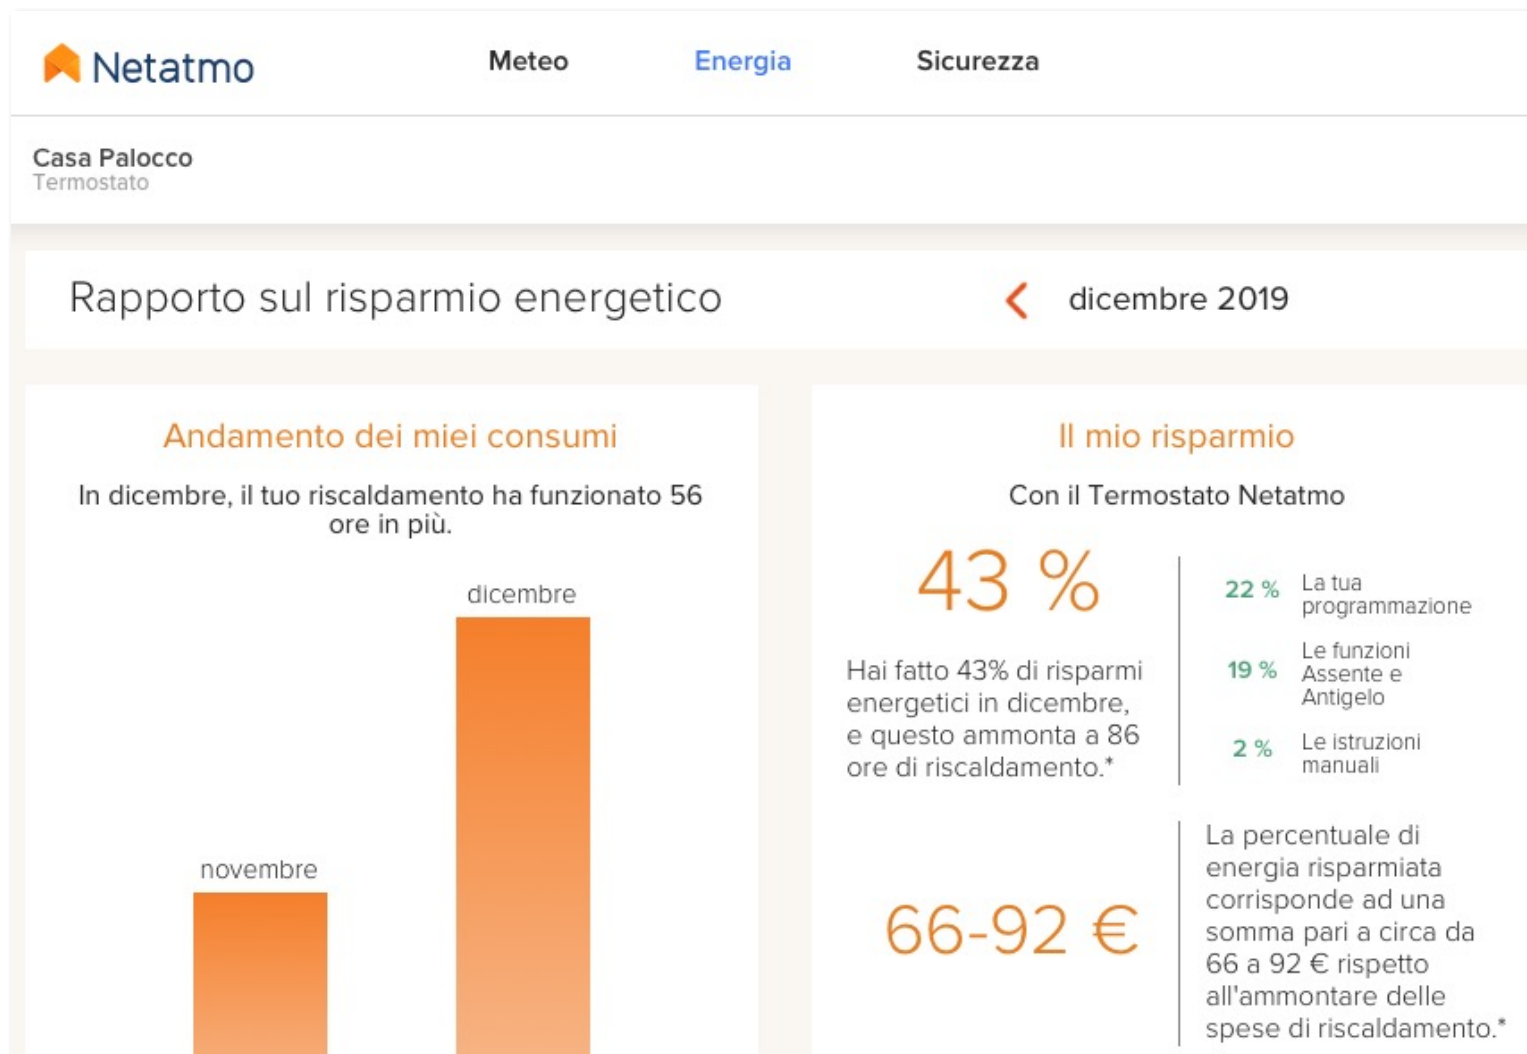 Netatmo
Meteo
Energia
Sicurezza
Casa Palocco
Termostato
Rapporto sul risparmio energetico
dicembre 2019
Andamento dei miei consumi
In dicembre, il tuo riscaldamento ha funzionato 56
ore in più.
dicembre
novembre
Il mio risparmio
Con il Termostato Netatmo
43 %
Hai fatto 43% di risparmi
energetici in dicembre,
e questo ammonta a 86
ore di riscaldamento.*
22 %
La tua
programmazione
19 %
Le funzioni
Assente e
Antigelo
2 %
Le istruzioni
manuali
66-92 €
La percentuale di
energia risparmiata
corrisponde ad una
somma pari a circa da
66 a 92 € rispetto
all'ammontare delle
spese di riscaldamento.*